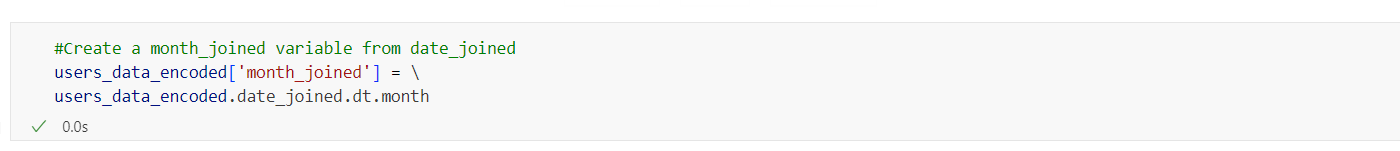 #Create a month_joined variable from date_joined
users_data_encoded['month_joined'] = \
users_data_encoded.date_joined.dt.month
✓ 0.0s